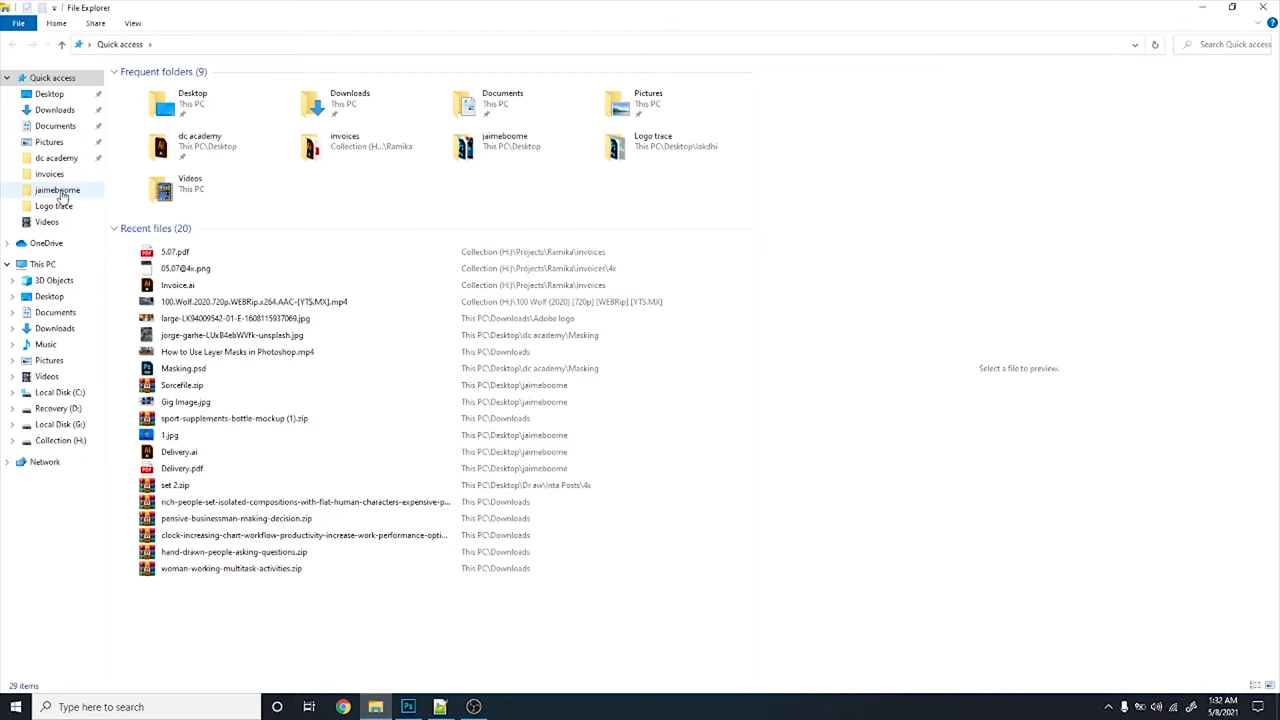 File Explorer
File Home Share View
Quick access
Search Quick access
Quick access
Desktop
Downloads
Documents
Pictures
dc academy
invoices
jaimeboome
Logo trace
Videos
OneDrive
This PC
3D Objects
Desktop
Documents
Downloads
Music
Pictures
Videos
Local Disk (C:)
Recovery (D:)
Local Disk (G:)
Collection (H:)
Network
Frequent folders (9)
Desktop
This PC
Downloads
This PC
Documents
This PC
Pictures
This PC
dc academy
This PC\Desktop
invoices
Collection (H...\Ramika
jaimeboome
This PC\Desktop
Logo trace
This PC\Desktop\lakdhi
Videos
This PC
Recent files (20)
5.07.pdf Collection (H:)\Projects\Ramika\invoices
05.07@4x.png Collection (H:)\Projects\Ramika\invoices\4x
Invoice.ai Collection (H:)\Projects\Ramika\invoices
100.Wolf.2020.720p.WEBRip.x264.AAC-[YTS.MX].mp4 Collection (H:)\100 Wolf (2020) [720p] [WEBRip] [YTS.MX]
large-LK94009542-01-E-1608115937069.jpg This PC\Downloads\Adobe logo
jorge-garhe-LUxB4ebWVfk-unsplash.jpg This PC\Desktop\dc academy\Masking
How to Use Layer Masks in Photoshop.mp4 This PC\Downloads
Masking.psd This PC\Desktop\dc academy\Masking
Sorcefile.zip This PC\Desktop\jaimeboome
Gig Image.jpg This PC\Desktop\jaimeboome
sport-supplements-bottle-mockup (1).zip This PC\Downloads
1.jpg This PC\Desktop\jaimeboome
Delivery.ai This PC\Desktop\jaimeboome
Delivery.pdf This PC\Desktop\jaimeboome
set 2.zip This PC\Desktop\Draw\Inta Posts\4x
rich-people-set-isolated-compositions-with-flat-human-characters-expensive-p... This PC\Downloads
pensive-businessman-making-decision.zip This PC\Downloads
clock-increasing-chart-workflow-productivity-increase-work-performance-opti... This PC\Downloads
hand-drawn-people-asking-questions.zip This PC\Downloads
woman-working-multitask-activities.zip This PC\Downloads
Select a file to preview.
29 items
Type here to search
Ps
1:32 AM
5/8/2021